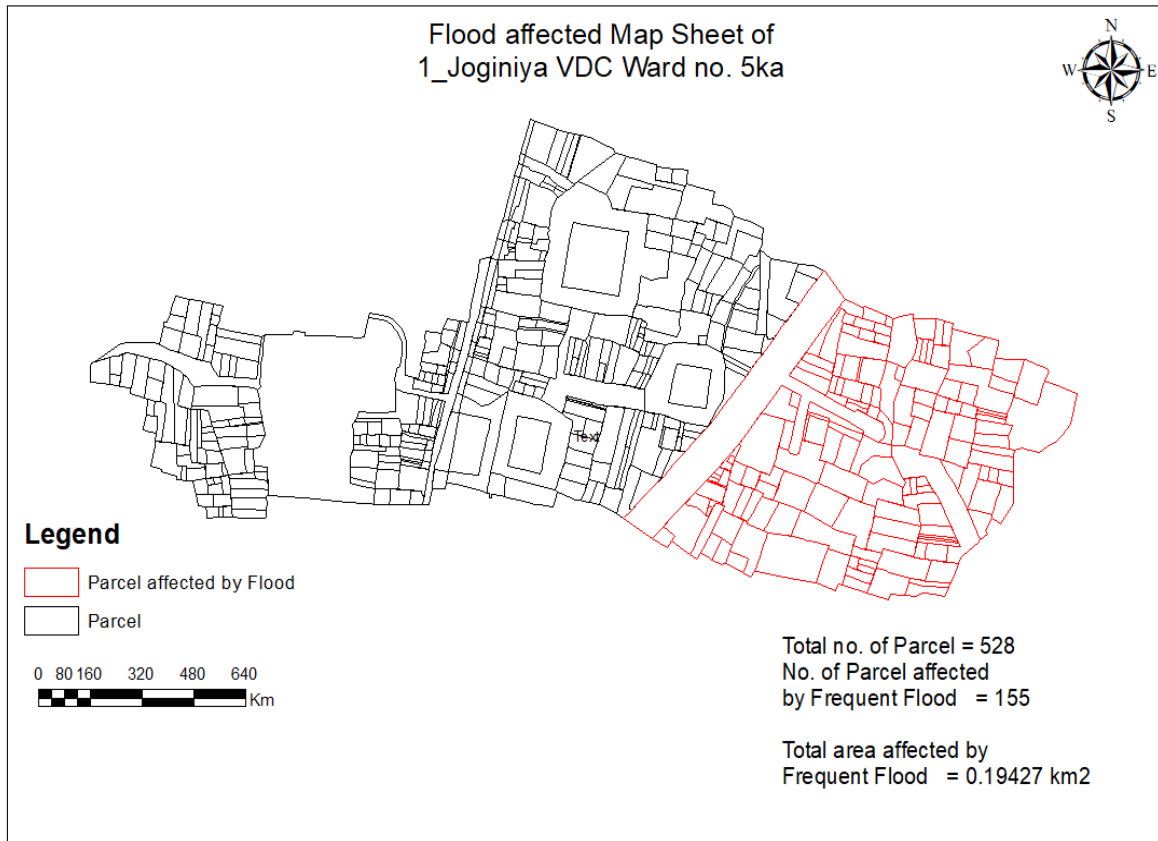 Flood affected Map Sheet of
1_Joginiya VDC Ward no. 5ka
N
W
E
S
Text
Legend
Parcel affected by Flood
Parcel
0 80 160 320 480 640
Km
Total no. of Parcel = 528
No. of Parcel affected
by Frequent Flood = 155
Total area affected by
Frequent Flood = 0.19427 km2